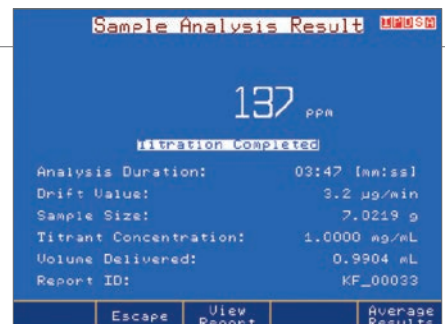 Sample Analysis Result
137 ppm
Titration Completed
Analysis Duration: 03:47 [mm:ss]
Drift Value: 3.2 µg/min
Sample Size: 7.0219 g
Titrant Concentration: 1.0000 mg/mL
Volume Delivered: 0.9904 mL
Report ID: KF_00033
Escape View Report Average Results